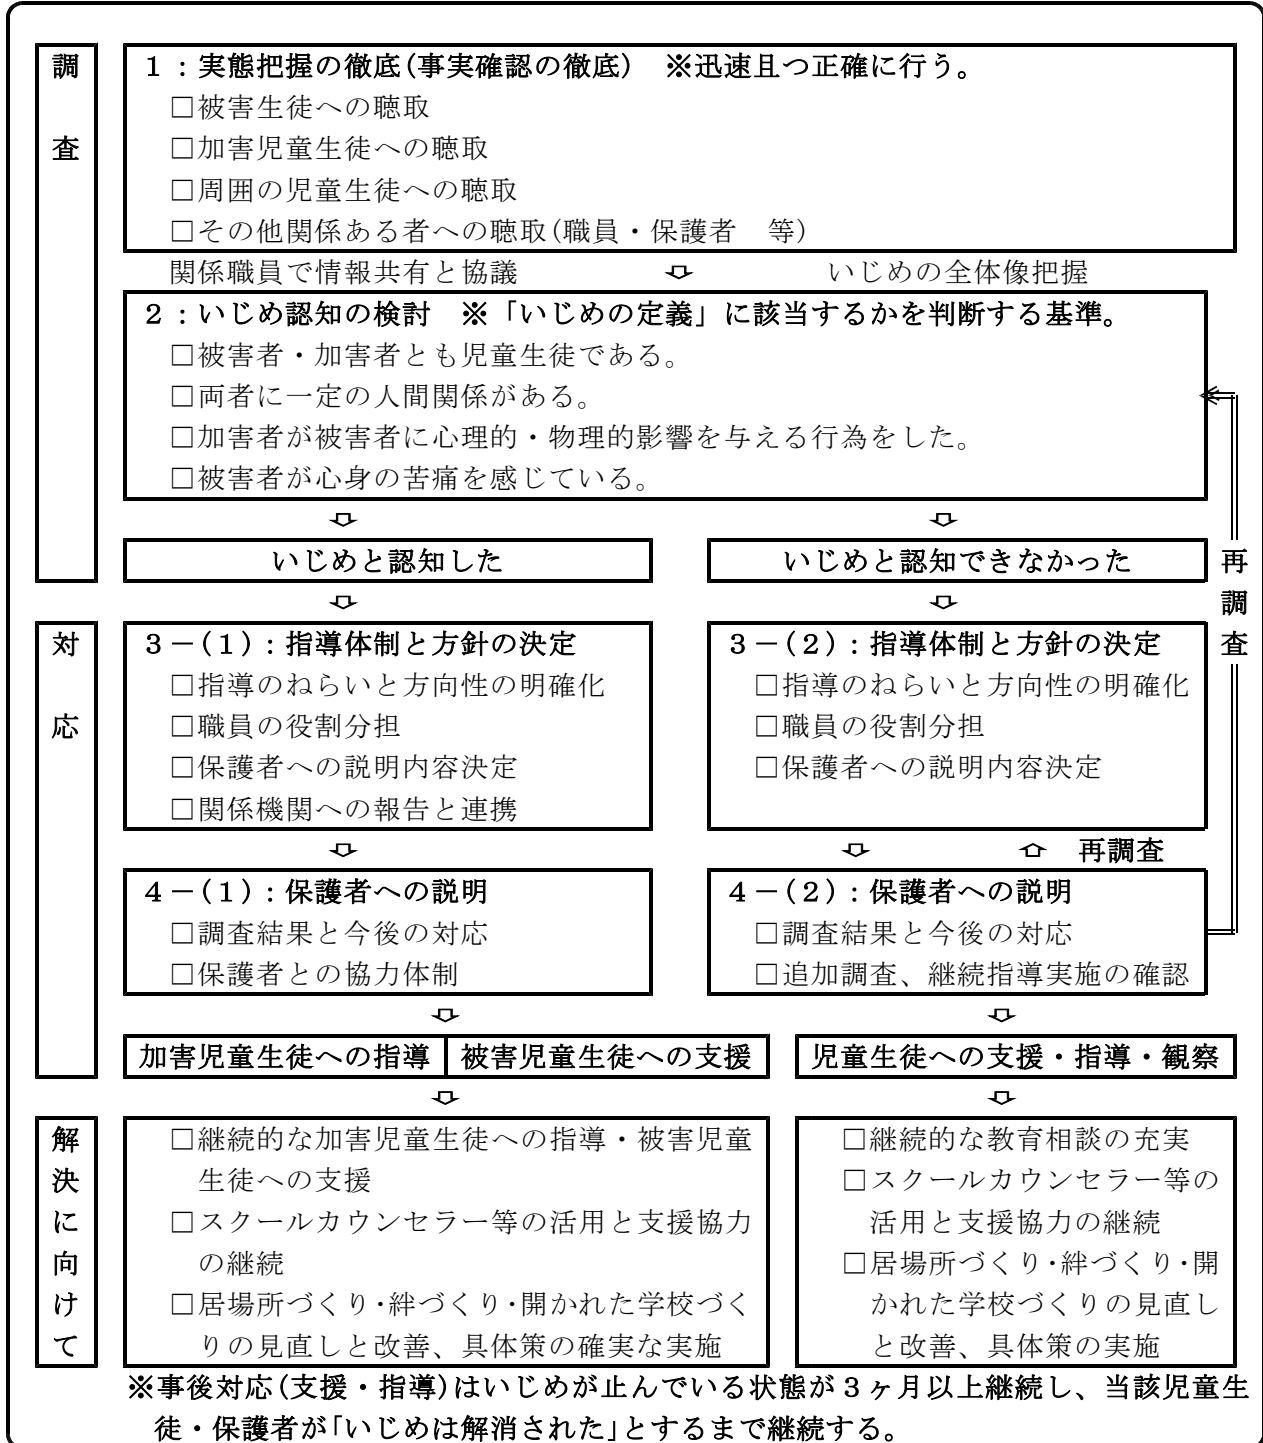 調査
1：実態把握の徹底(事実確認の徹底)　※迅速且つ正確に行う。
□被害生徒への聴取
□加害児童生徒への聴取
□周囲の児童生徒への聴取
□その他関係ある者への聴取(職員・保護者　等)
関係職員で情報共有と協議　いじめの全体像把握
2：いじめ認知の検討　※「いじめの定義」に該当するかを判断する基準。
□被害者・加害者とも児童生徒である。
□両者に一定の人間関係がある。
□加害者が被害者に心理的・物理的影響を与える行為をした。
□被害者が心身の苦痛を感じている。
いじめと認知した
いじめと認知できなかった
再調査
対応
3－(1)：指導体制と方針の決定
□指導のねらいと方向性の明確化
□職員の役割分担
□保護者への説明内容決定
□関係機関への報告と連携
3－(2)：指導体制と方針の決定
□指導のねらいと方向性の明確化
□職員の役割分担
□保護者への説明内容決定
再調査
4－(1)：保護者への説明
□調査結果と今後の対応
□保護者との協力体制
4－(2)：保護者への説明
□調査結果と今後の対応
□追加調査、継続指導実施の確認
加害児童生徒への指導
被害児童生徒への支援
児童生徒への支援・指導・観察
解決に向けて
□継続的な加害児童生徒への指導・被害児童
生徒への支援
□スクールカウンセラー等の活用と支援協力
の継続
□居場所づくり･絆づくり･開かれた学校づく
りの見直しと改善、具体策の確実な実施
□継続的な教育相談の充実
□スクールカウンセラー等の
活用と支援協力の継続
□居場所づくり･絆づくり･開
かれた学校づくりの見直し
と改善、具体策の実施
※事後対応(支援・指導)はいじめが止んでいる状態が3ヶ月以上継続し、当該児童生
徒・保護者が｢いじめは解消された｣とするまで継続する。